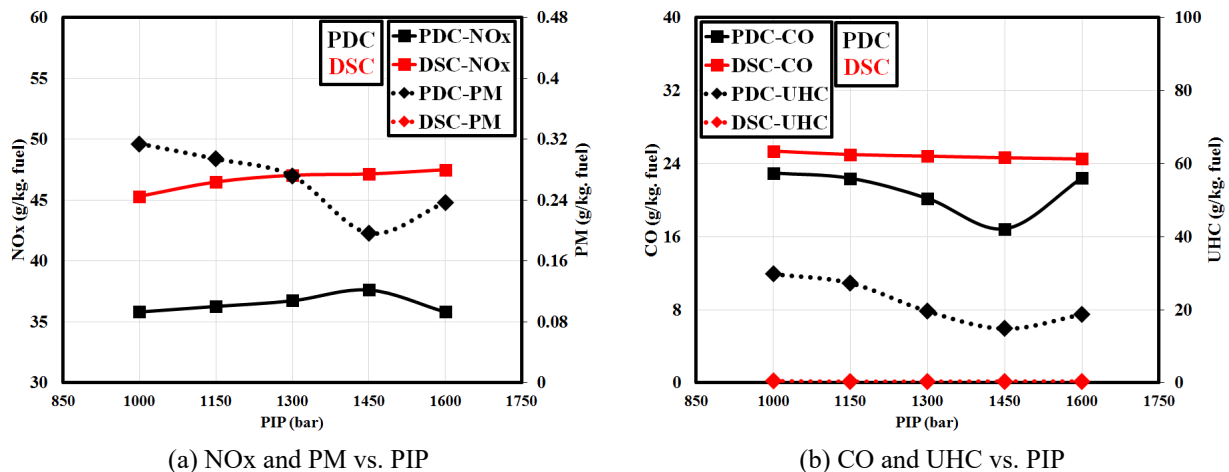 60
55
50
45
40
35
30
NOx (g/kg. fuel)
PDC
DSC
PDC-NOx
DSC-NOx
PDC-PM
DSC-PM
0.48
0.4
0.32
0.24
0.16
0.08
0
PM (g/kg. fuel)
850 1000 1150 1300 1450 1600 1750
PIP (bar)
(a) NOx and PM vs. PIP
40
32
24
16
8
0
CO (g/kg. fuel)
PDC-CO
DSC-CO
PDC-UHC
DSC-UHC
PDC
DSC
100
80
60
40
20
0
UHC (g/kg. fuel)
850 1000 1150 1300 1450 1600 1750
PIP (bar)
(b) CO and UHC vs. PIP